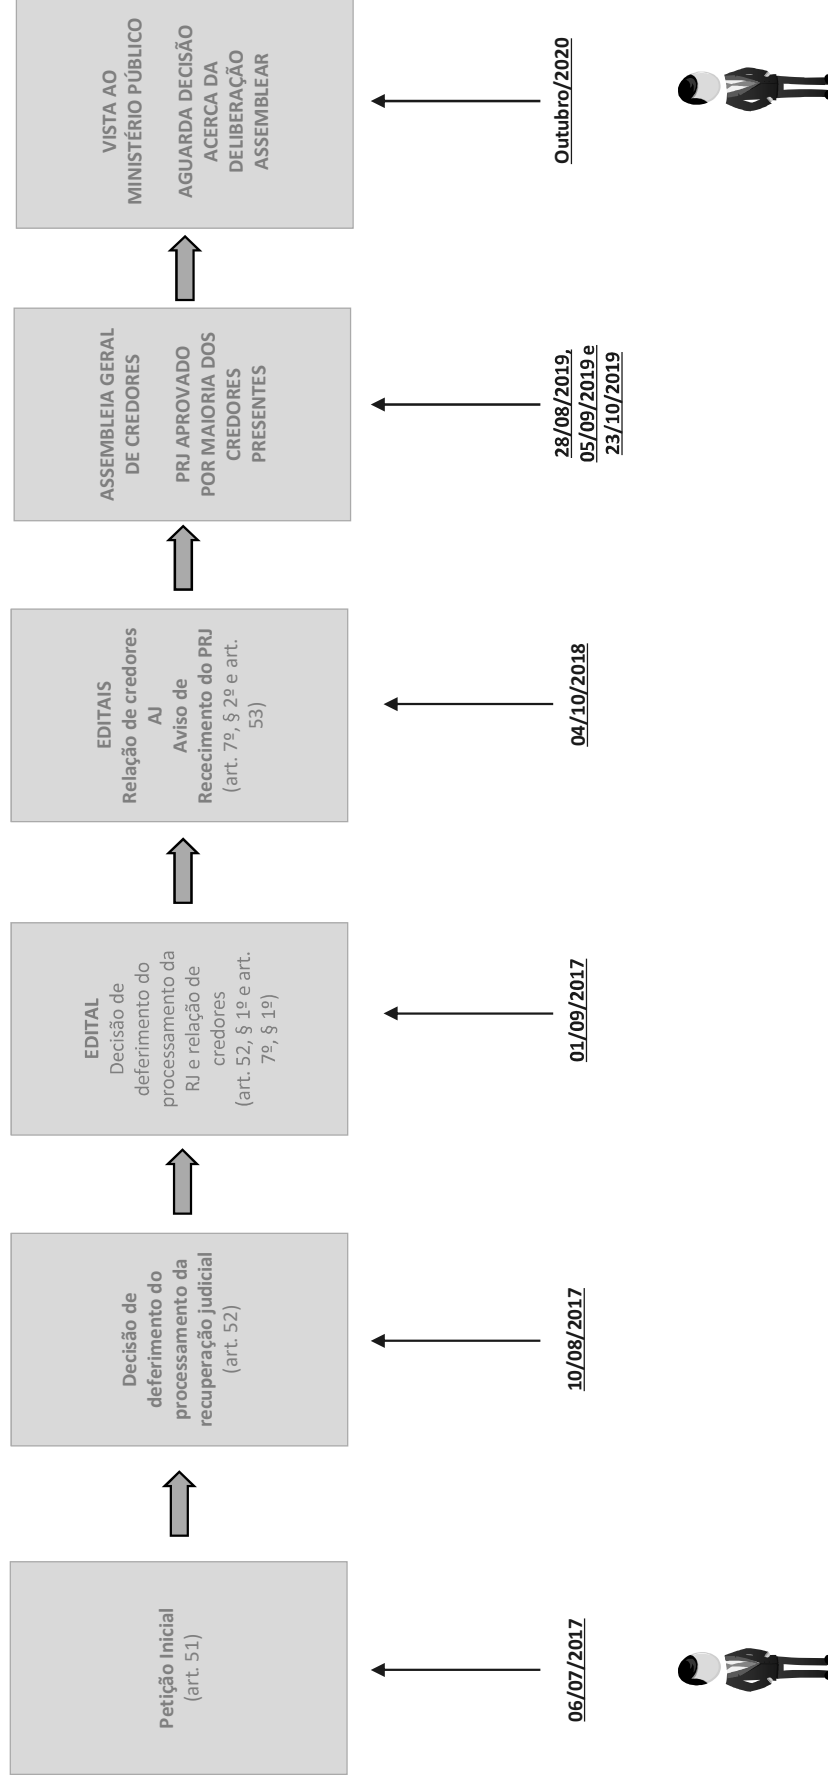 Petição Inicial
(art. 51)
06/07/2017
Decisão de
deferimento do
processamento da
recuperação judicial
(art. 52)
10/08/2017
EDITAL
Decisão de
deferimento do
processamento da
RJ e relação de
credores
(art. 52, § 1º e art.
7º, § 1º)
01/09/2017
EDITAIS
Relação de credores
AJ
Aviso de
Rececimento do PRJ
(art. 7º, § 2º e art.
53)
04/10/2018
ASSEMBLEIA GERAL
DE CREDORES
PRJ APROVADO
POR MAIORIA DOS
CREDORES
PRESENTES
28/08/2019,
05/09/2019 e
23/10/2019
VISTA AO
MINISTÉRIO PÚBLICO
AGUARDA DECISÃO
ACERCA DA
DELIBERAÇÃO
ASSEMBLEAR
Outubro/2020